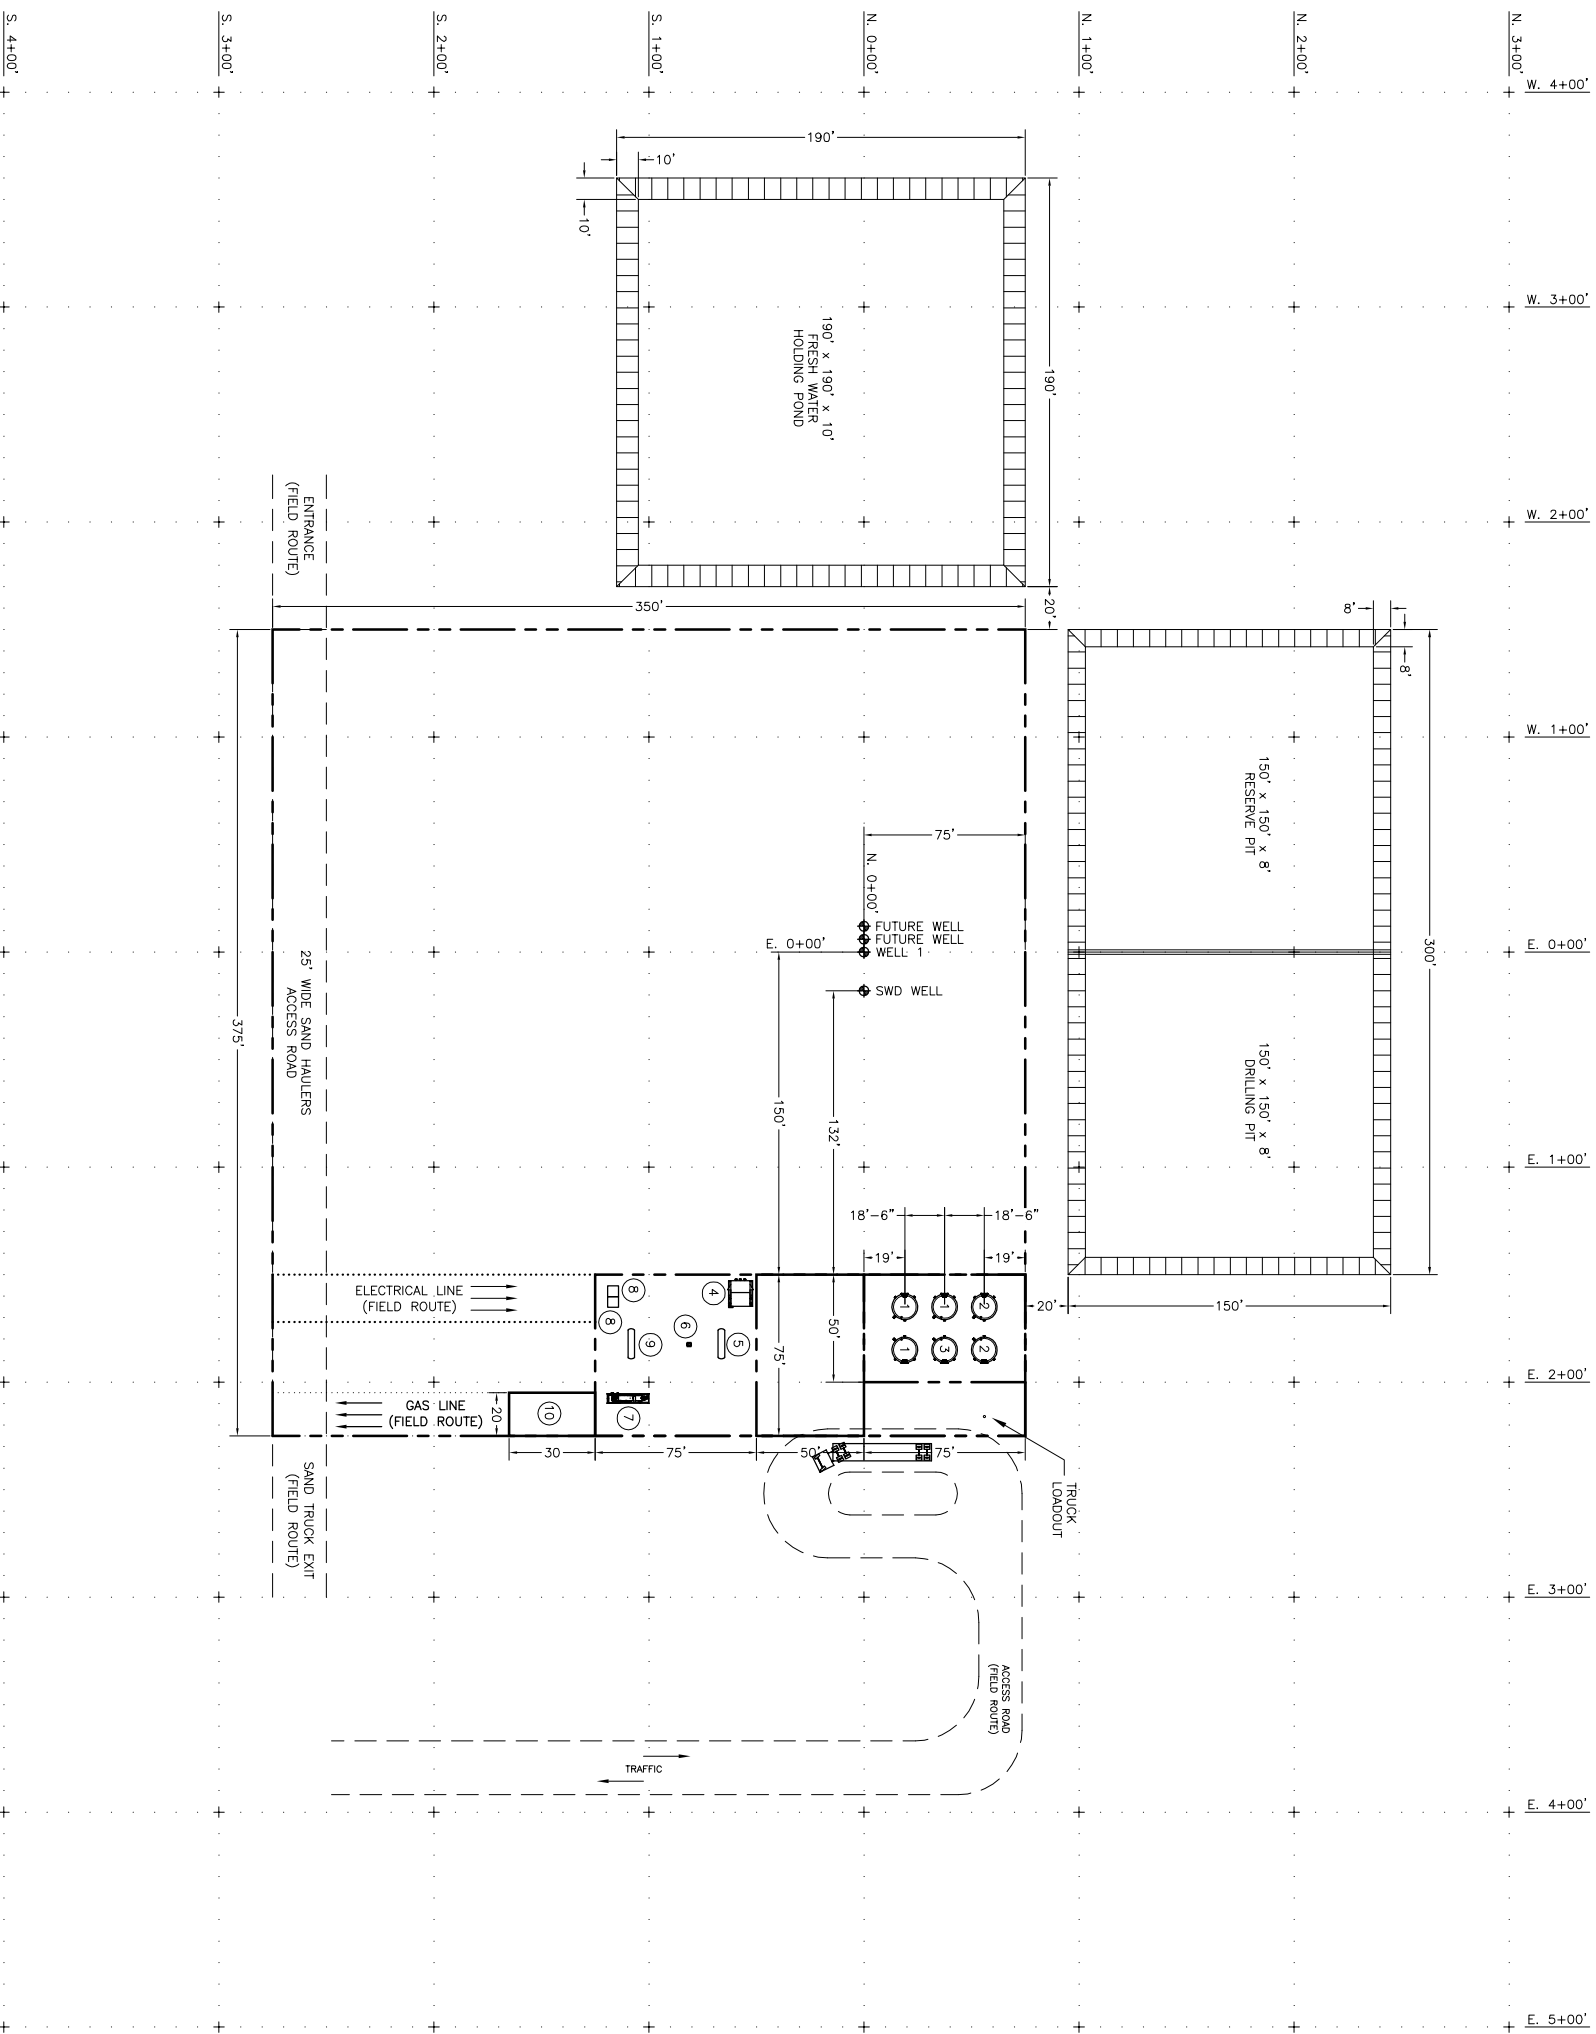 S. 4+00'
S. 3+00'
S. 2+00'
S. 1+00'
N. 0+00'
N. 1+00'
N. 2+00'
N. 3+00'
W. 4+00'
W. 3+00'
W. 2+00'
W. 1+00'
E. 0+00'
E. 1+00'
E. 2+00'
E. 3+00'
E. 4+00'
E. 5+00'
190'
10'
10'
190'
190' x 190' x 10'
FRESH WATER
HOLDING POND
20'
350'
ENTRANCE
(FIELD ROUTE)
8'
8'
300'
150' x 150' x 8'
RESERVE PIT
150' x 150' x 8'
DRILLING PIT
150'
20'
75'
N. 0+00'
FUTURE WELL
FUTURE WELL
E. 0+00'
WELL 1
SWD WELL
375'
25' WIDE SAND HAULERS
ACCESS ROAD
150'
132'
18'-6"
18'-6"
19'
19'
1
1
2
1
3
2
50'
75'
ELECTRICAL LINE
(FIELD ROUTE)
8
8
4
6
5
9
7
10
GAS LINE
(FIELD ROUTE)
20
30
75'
50'
75'
TRUCK
LOADOUT
SAND TRUCK EXIT
(FIELD ROUTE)
ACCESS ROAD
(FIELD ROUTE)
TRAFFIC